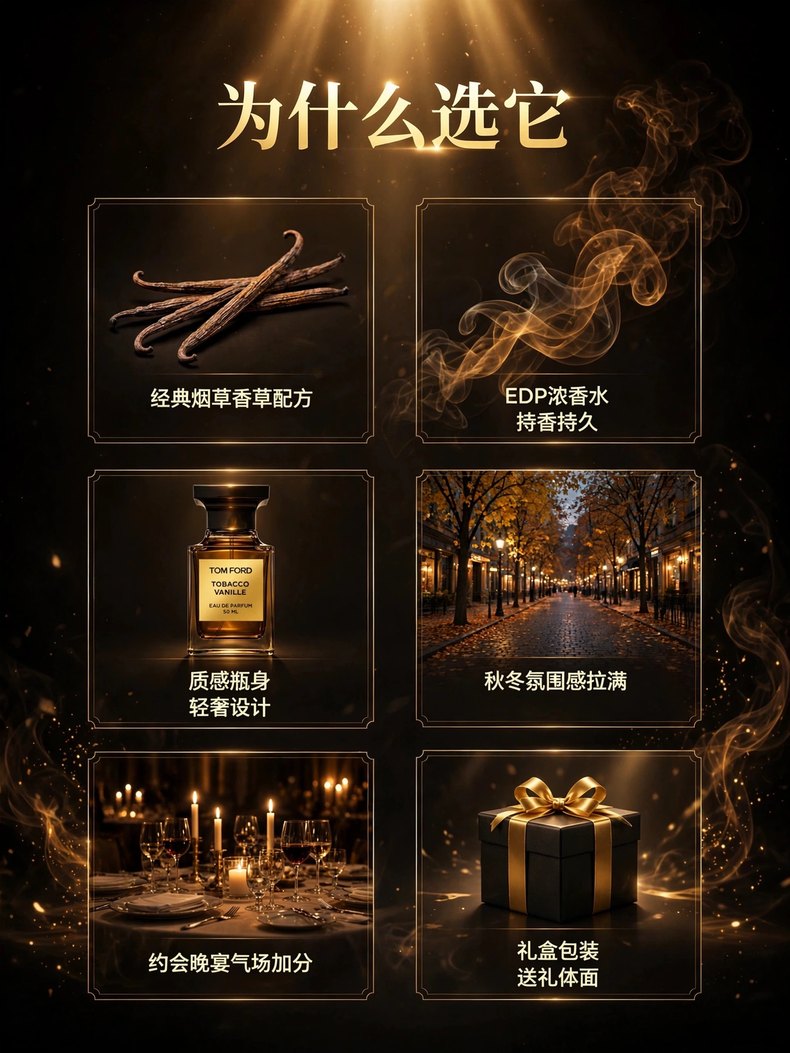 为什么选它
经典烟草香草配方
EDP浓香水
持香持久
TOM FORD
TOBACCO
VANILLE
EAU DE PARFUM
50 ML
质感瓶身
轻奢设计
秋冬氛围感拉满
约会晚宴气场加分
礼盒包装
送礼体面